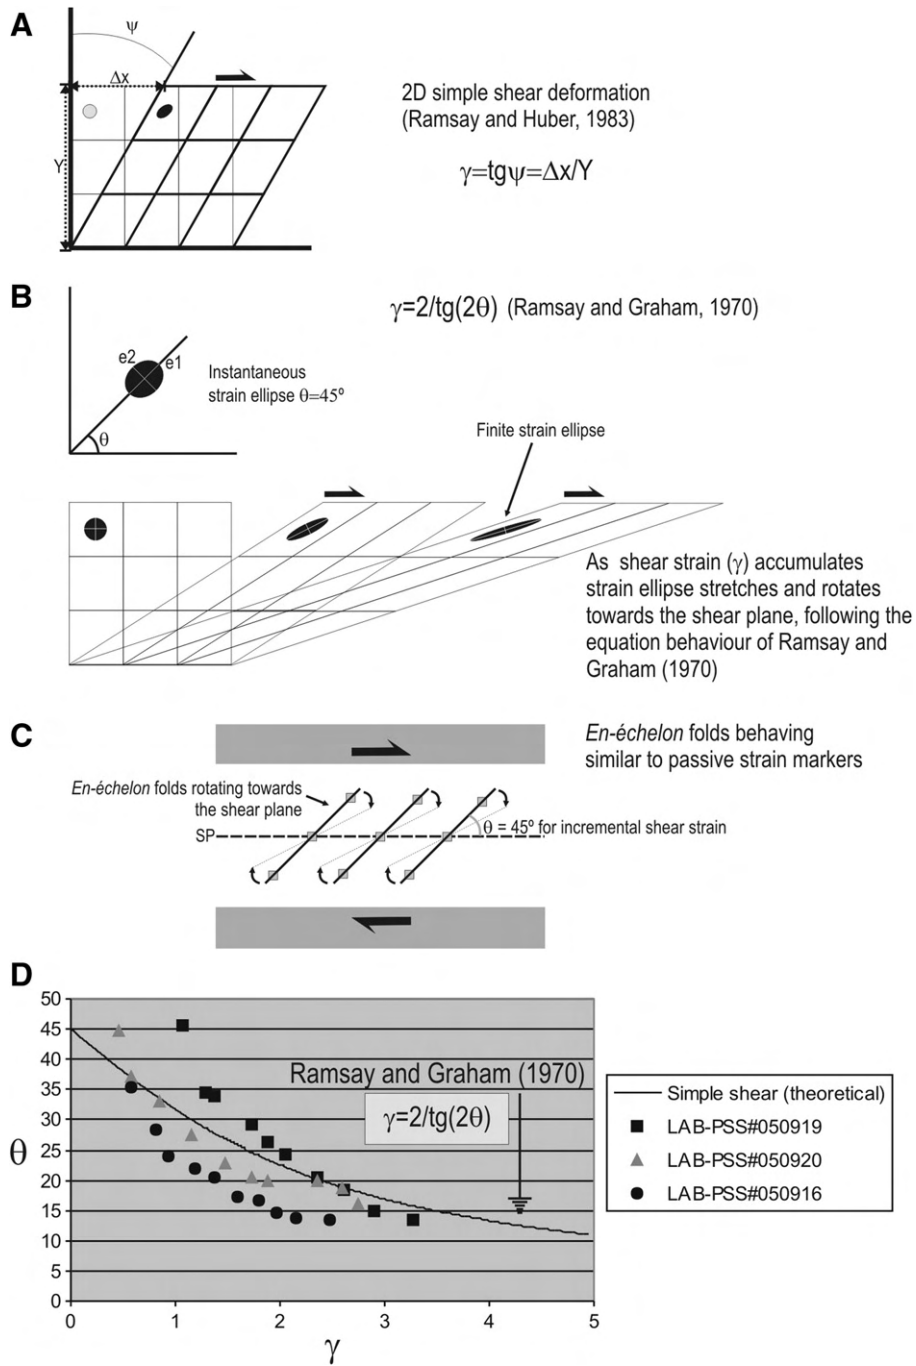 A
ψ
Δx
Y
2D simple shear deformation
(Ramsay and Huber, 1983)
γ=tgψ=Δx/Y
B
γ=2/tg(2θ) (Ramsay and Graham, 1970)
e2 e1
Instantaneous
strain ellipse θ=45º
θ
Finite strain ellipse
As shear strain (γ) accumulates
strain ellipse stretches and rotates
towards the shear plane, following the
equation behaviour of Ramsay and
Graham (1970)
C
En-échelon folds behaving
similar to passive strain markers
En-échelon folds rotating towards
the shear plane
SP
θ = 45º for incremental shear strain
D
50
45
40
35
30
25
20
15
10
5
0
θ
Ramsay and Graham (1970)
γ=2/tg(2θ)
Simple shear (theoretical)
LAB-PSS#050919
LAB-PSS#050920
LAB-PSS#050916
0 1 2 3 4 5
γ